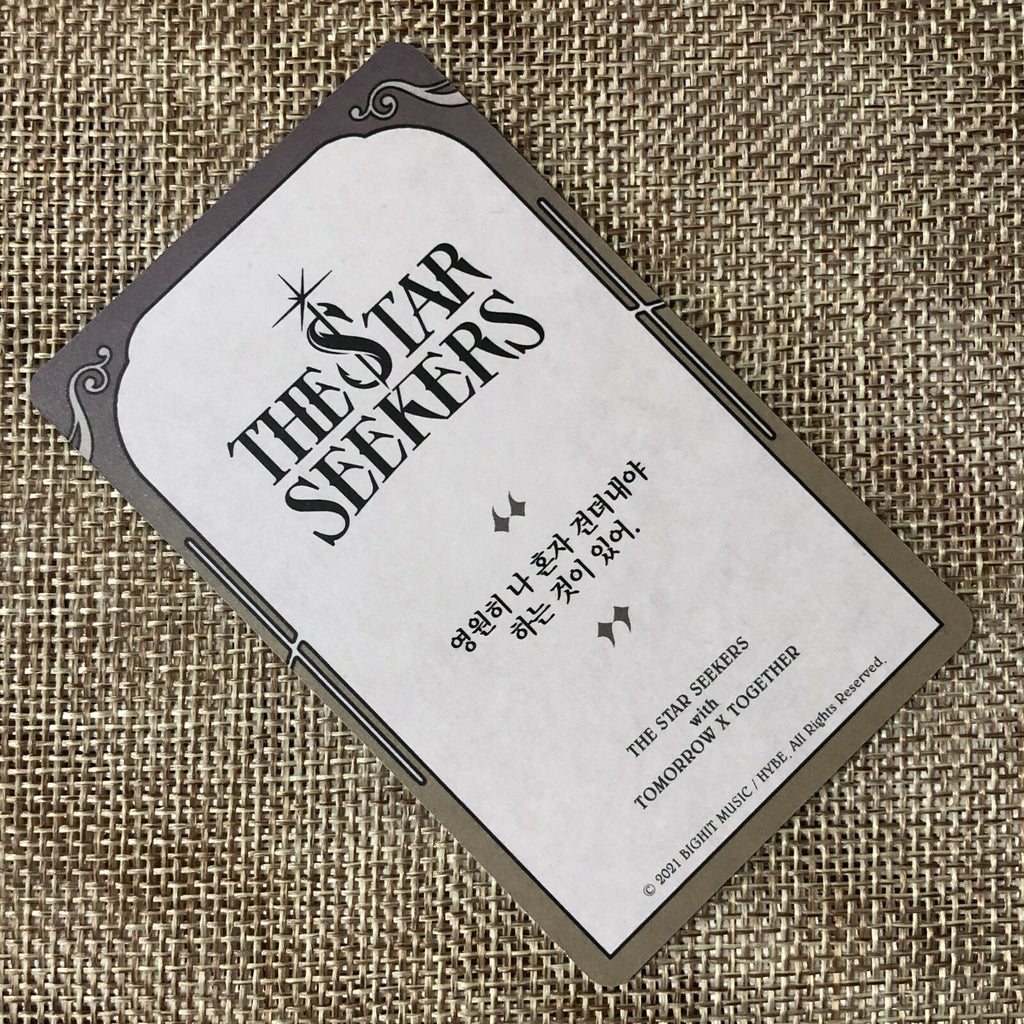 THE STAR
SEEKERS
“
영원히 나 혼자 견뎌내야
하는 것이 있어.
”
THE STAR SEEKERS
with
TOMORROW X TOGETHER
© 2021 BIGHIT MUSIC / HYBE. All Rights Reserved.